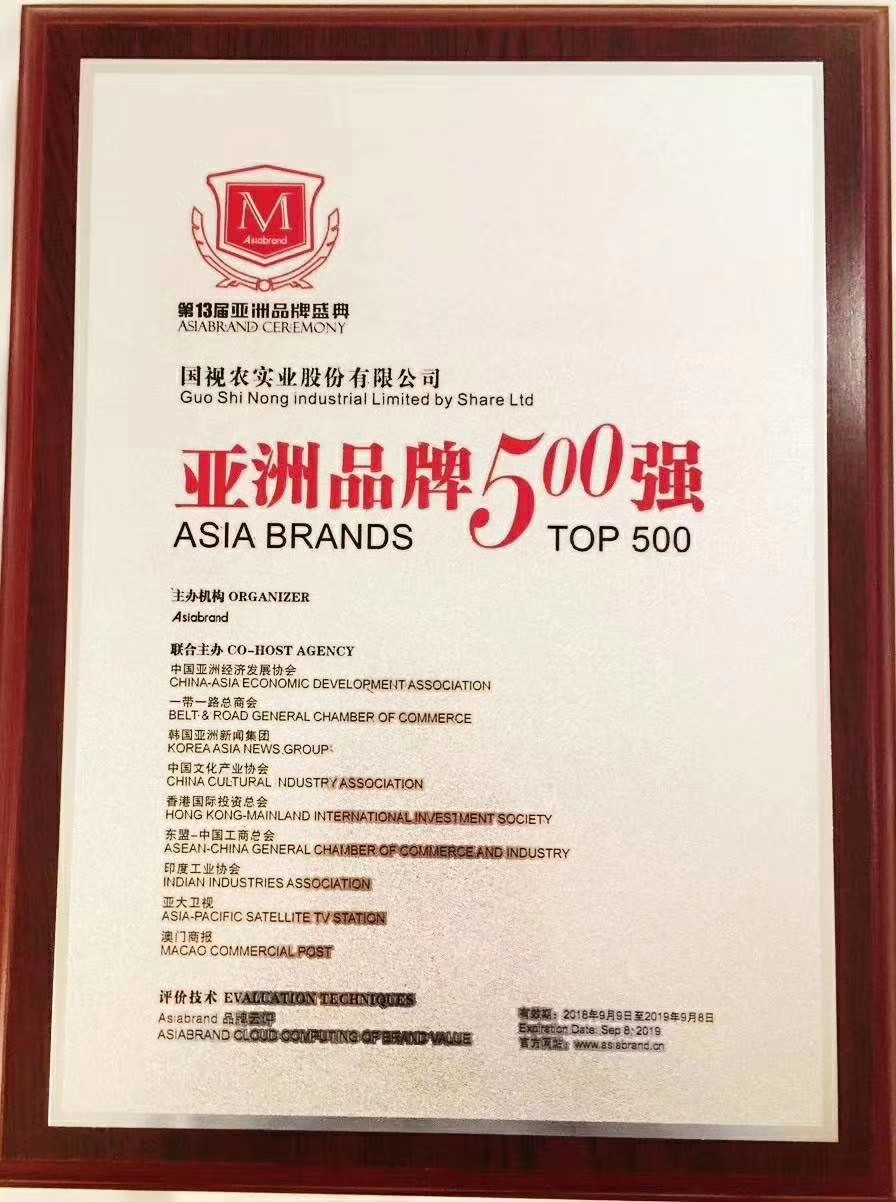 M
Asiabrand
第13届亚洲品牌盛典
ASIABRAND CEREMONY
国视农实业股份有限公司
Guo Shi Nong industrial Limited by Share Ltd
亚洲品牌500强
ASIA BRANDS TOP 500
主办机构 ORGANIZER
Asiabrand
联合主办 CO-HOST AGENCY
中国亚洲经济发展协会
CHINA-ASIA ECONOMIC DEVELOPMENT ASSOCIATION
一带一路总商会
BELT & ROAD GENERAL CHAMBER OF COMMERCE
韩国亚洲新闻集团
KOREA ASIA NEWS GROUP
中国文化产业协会
CHINA CULTURAL NDUSTRY ASSOCIATION
香港国际投资总会
HONG KONG-MAINLAND INTERNATIONAL INVESTMENT SOCIETY
东盟-中国工商总会
ASEAN-CHINA GENERAL CHAMBER OF COMMERCE AND INDUSTRY
印度工业协会
INDIAN INDUSTRIES ASSOCIATION
亚太卫视
ASIA-PACIFIC SATELLITE TV STATION
澳门商报
MACAO COMMERCIAL POST
评价技术 EVALUATION TECHNIQUES
Asiabrand 品牌云评
ASIABRAND CLOUD COMPUTING OF BRAND VALUE
有效期：2018年9月9日至2019年9月8日
Expiration Date: Sep 8, 2019
官方网站：www.asiabrand.cn